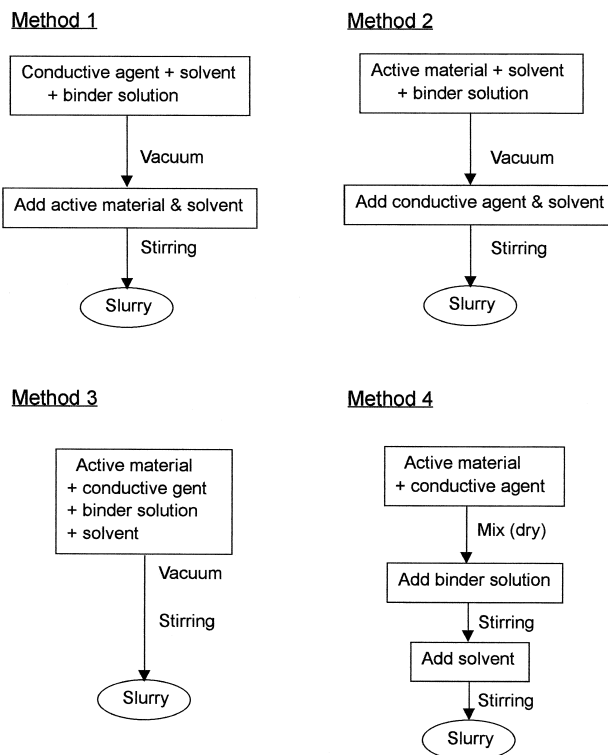 Method 1
Conductive agent + solvent
+ binder solution
Vacuum
Add active material & solvent
Stirring
Slurry
Method 2
Active material + solvent
+ binder solution
Vacuum
Add conductive agent & solvent
Stirring
Slurry
Method 3
Active material
+ conductive gent
+ binder solution
+ solvent
Vacuum
Stirring
Slurry
Method 4
Active material
+ conductive agent
Mix (dry)
Add binder solution
Stirring
Add solvent
Stirring
Slurry